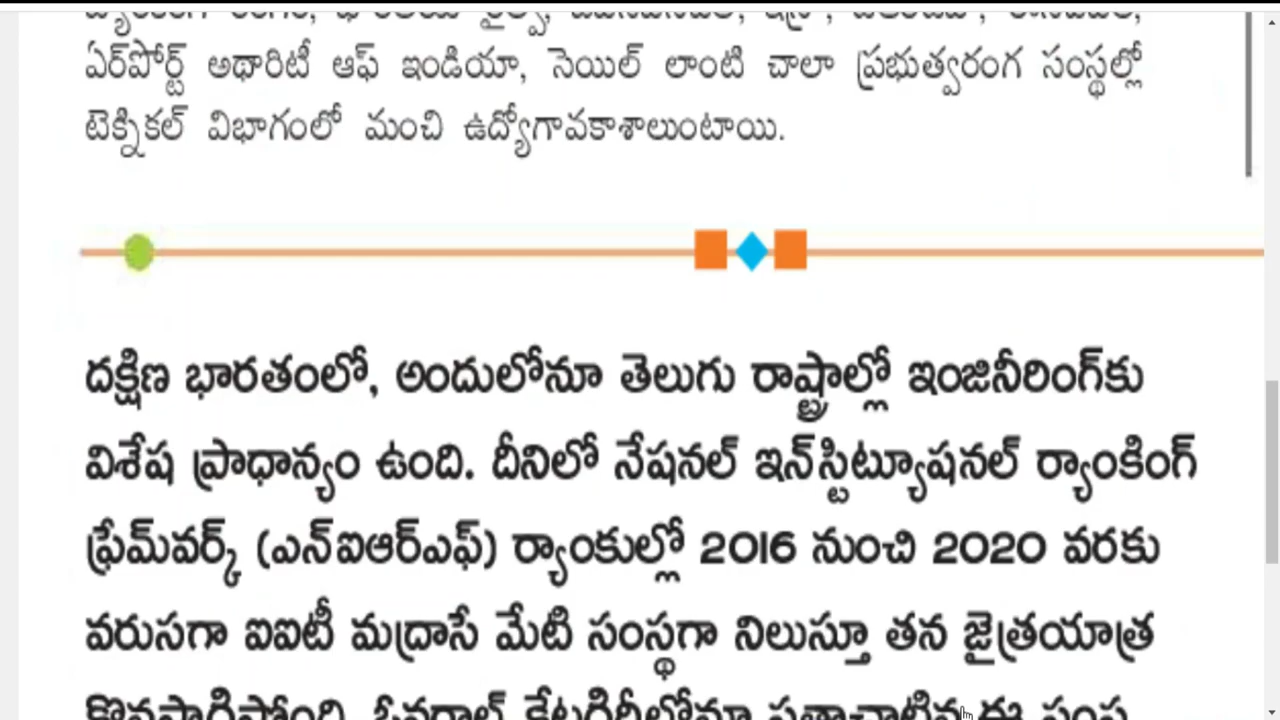 ఏర్‌పోర్ట్ అథారిటీ ఆఫ్ ఇండియా, సెయిల్ లాంటి చాలా ప్రభుత్వరంగ సంస్థల్లో
టెక్నికల్ విభాగంలో మంచి ఉద్యోగావకాశాలుంటాయి.
దక్షిణ భారతంలో, అందులోనూ తెలుగు రాష్ట్రాల్లో ఇంజినీరింగ్‌కు
విశేష ప్రాధాన్యం ఉంది. దీనిలో నేషనల్ ఇన్‌స్టిట్యూషనల్ ర్యాంకింగ్
ఫ్రేమ్‌వర్క్ (ఎన్ఐఆర్ఎఫ్) ర్యాంకుల్లో 2016 నుంచి 2020 వరకు
వరుసగా ఐఐటీ మద్రాసే మేటి సంస్థగా నిలుస్తూ తన జైత్రయాత్ర